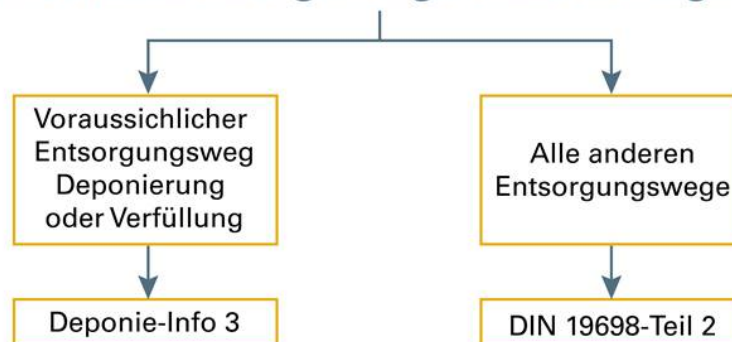 Voraussichlicher
Entsorgungsweg
Deponierung
oder Verfüllung
Alle anderen
Entsorgungswege
Deponie-Info 3
DIN 19698-Teil 2